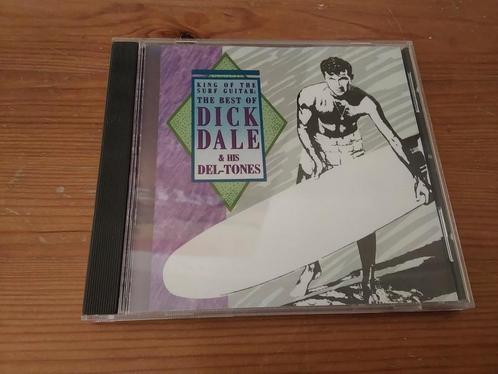 KING OF THE
SURF GUITAR:
THE BEST OF
DICK
DALE
& HIS
DEL-TONES